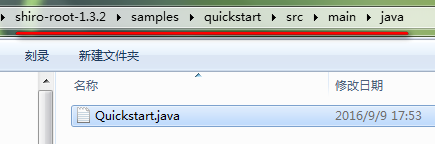 shiro-root-1.3.2 ▸ samples ▸ quickstart ▸ src ▸ main ▸ java
刻录 新建文件夹
名称 修改日期
Quickstart.java 2016/9/9 17:53